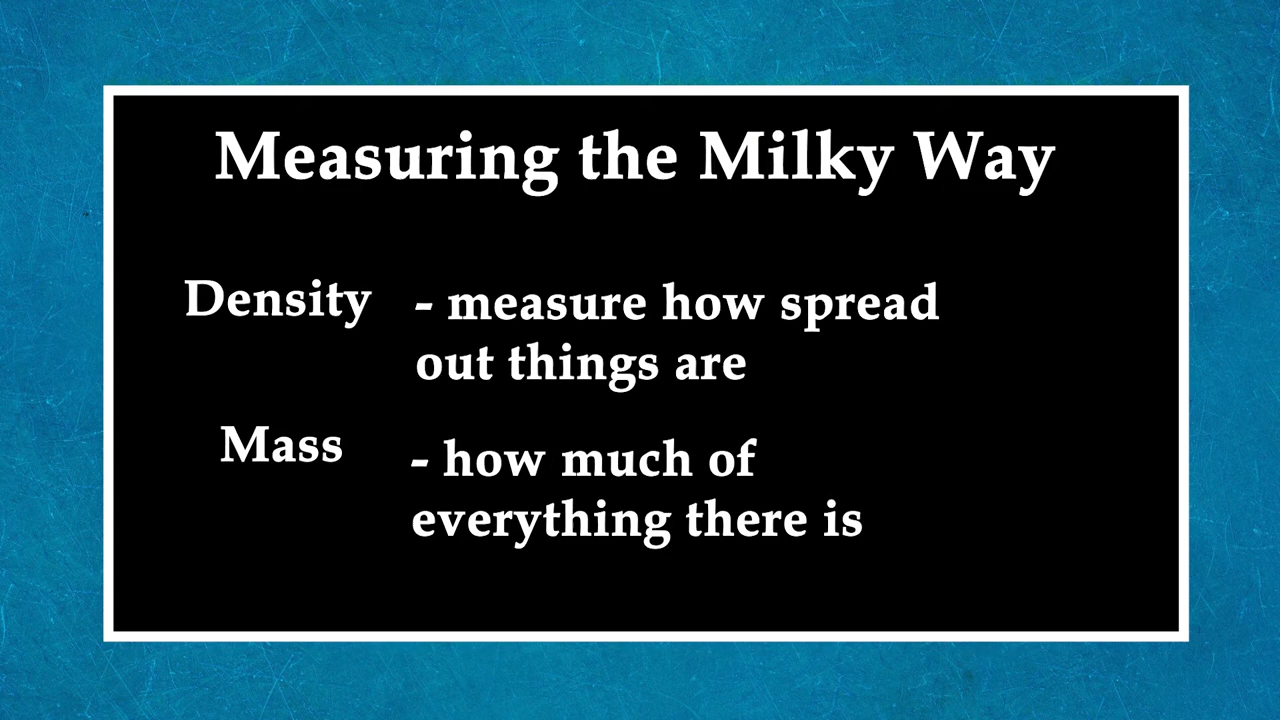 Measuring the Milky Way
Density - measure how spread
out things are
Mass - how much of
everything there is